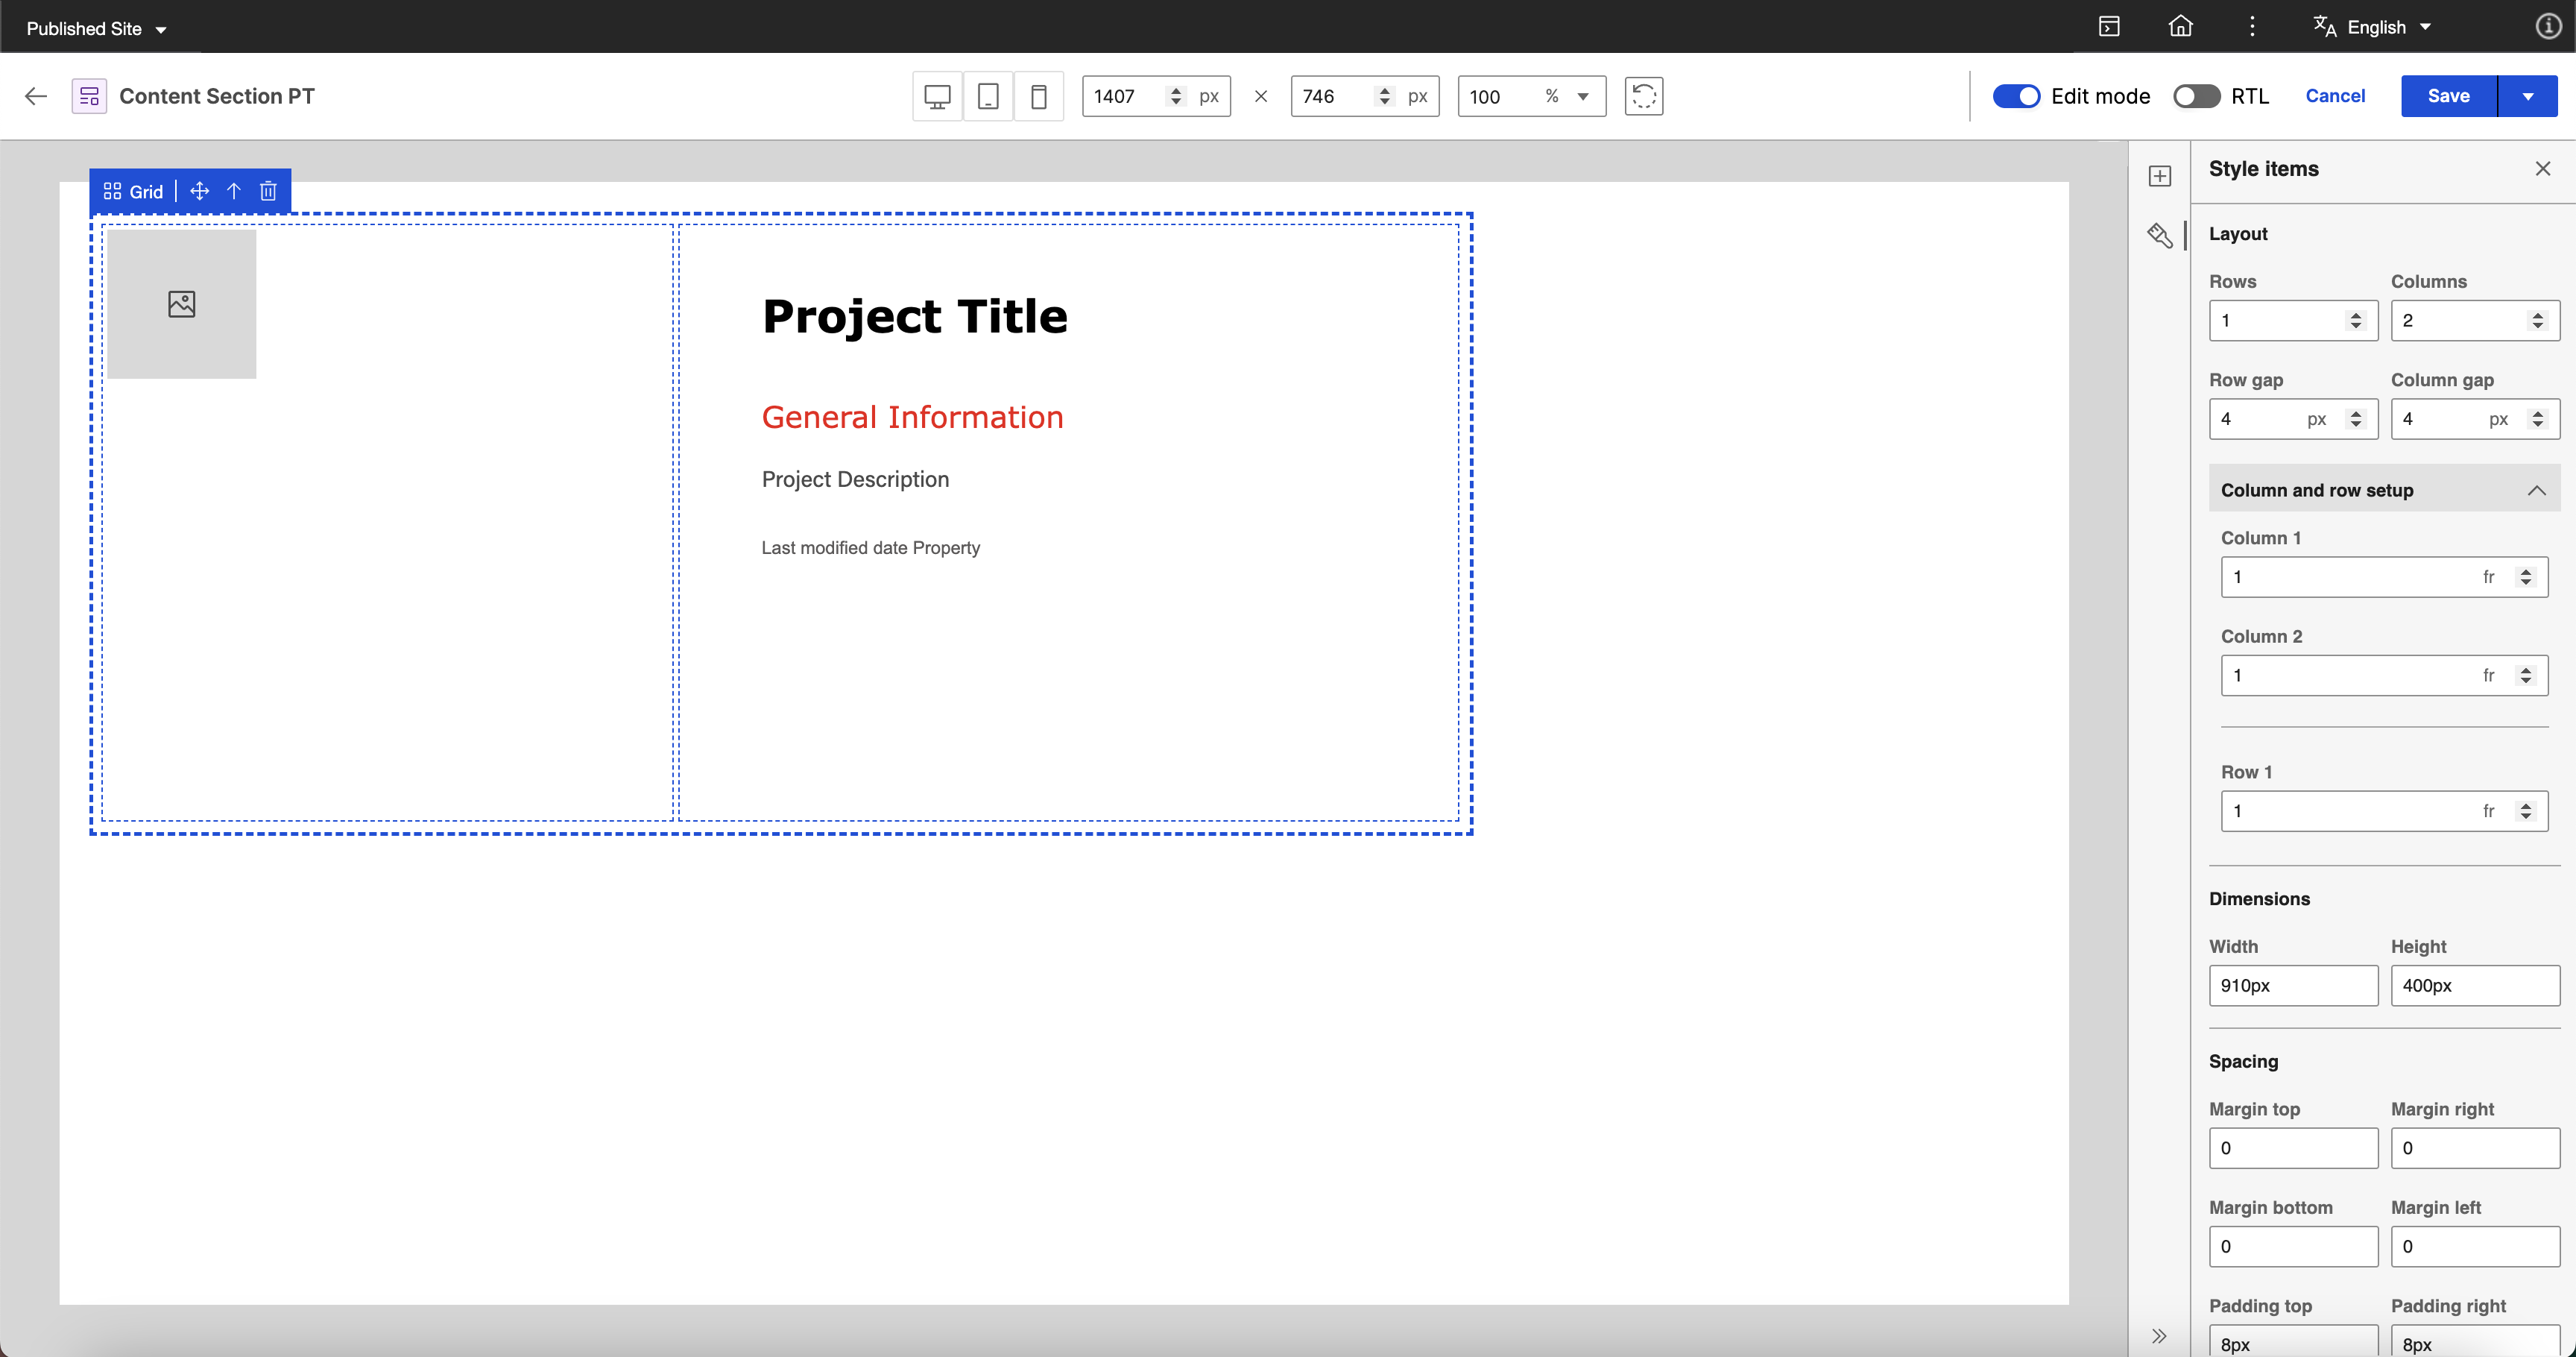 Published Site
English
Content Section PT
1407 px × 746 px 100 %
Edit mode RTL Cancel Save
Grid
Project Title
General Information
Project Description
Last modified date Property
Style items
Layout
Rows Columns
1 2
Row gap Column gap
4 px 4 px
Column and row setup
Column 1
1 fr
Column 2
1 fr
Row 1
1 fr
Dimensions
Width Height
910px 400px
Spacing
Margin top Margin right
0 0
Margin bottom Margin left
0 0
Padding top Padding right
8px 8px